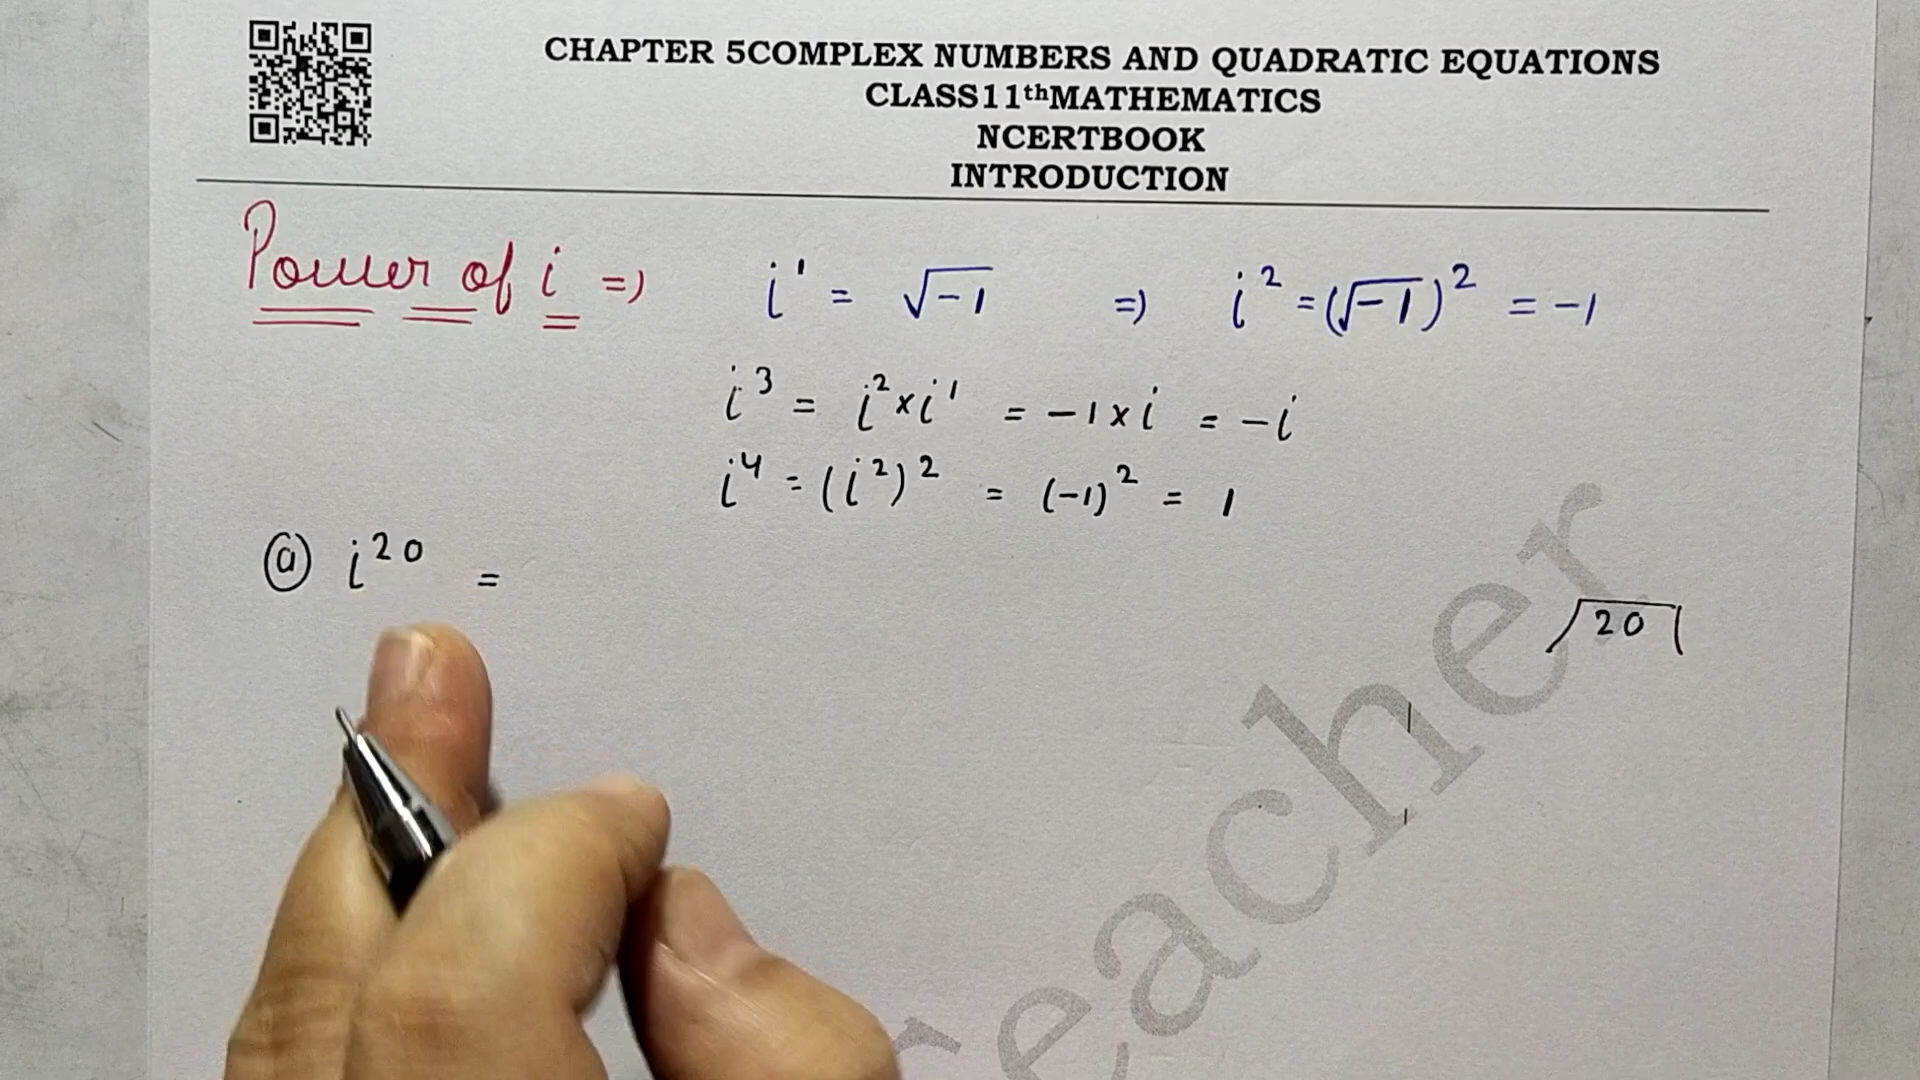 CHAPTER 5COMPLEX NUMBERS AND QUADRATIC EQUATIONS
CLASS11thMATHEMATICS
NCERTBOOK
INTRODUCTION
Power of i ⇒ i¹ = √-1 ⇒ i² = (√-1)² = -1
i³ = i² × i¹ = -1 × i = -i
i⁴ = (i²)² = (-1)² = 1
ⓐ i²⁰ =
20
eacher